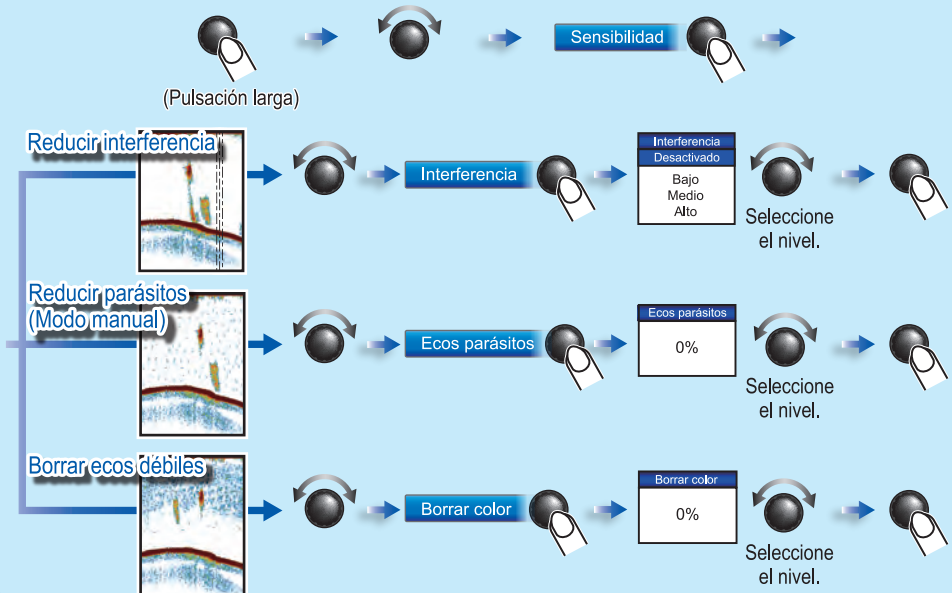 Sensibilidad
(Pulsación larga)
Reducir interferencia
Interferencia
Interferencia
Desactivado
Bajo
Medio
Alto
Seleccione
el nivel.
Reducir parásitos
(Modo manual)
Ecos parásitos
Ecos parásitos
0%
Seleccione
el nivel.
Borrar ecos débiles
Borrar color
Borrar color
0%
Seleccione
el nivel.